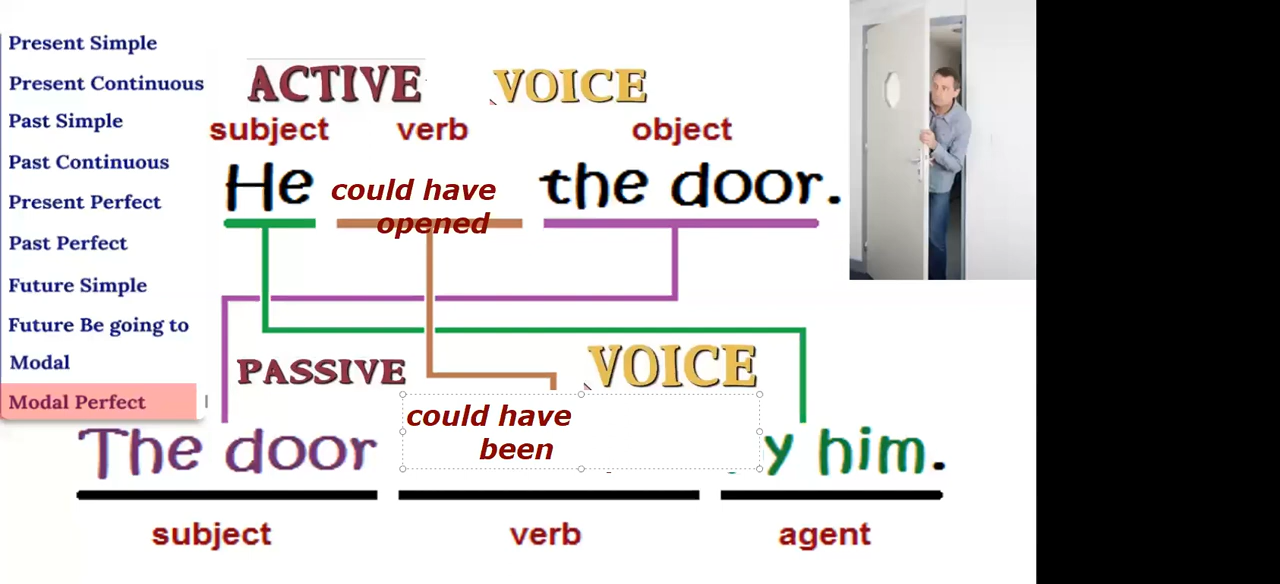 Present Simple
Present Continuous
Past Simple
Past Continuous
Present Perfect
Past Perfect
Future Simple
Future Be going to
Modal
Modal Perfect
ACTIVE VOICE
subject verb object
He could have opened the door.
PASSIVE VOICE
The door could have been y him.
subject verb agent